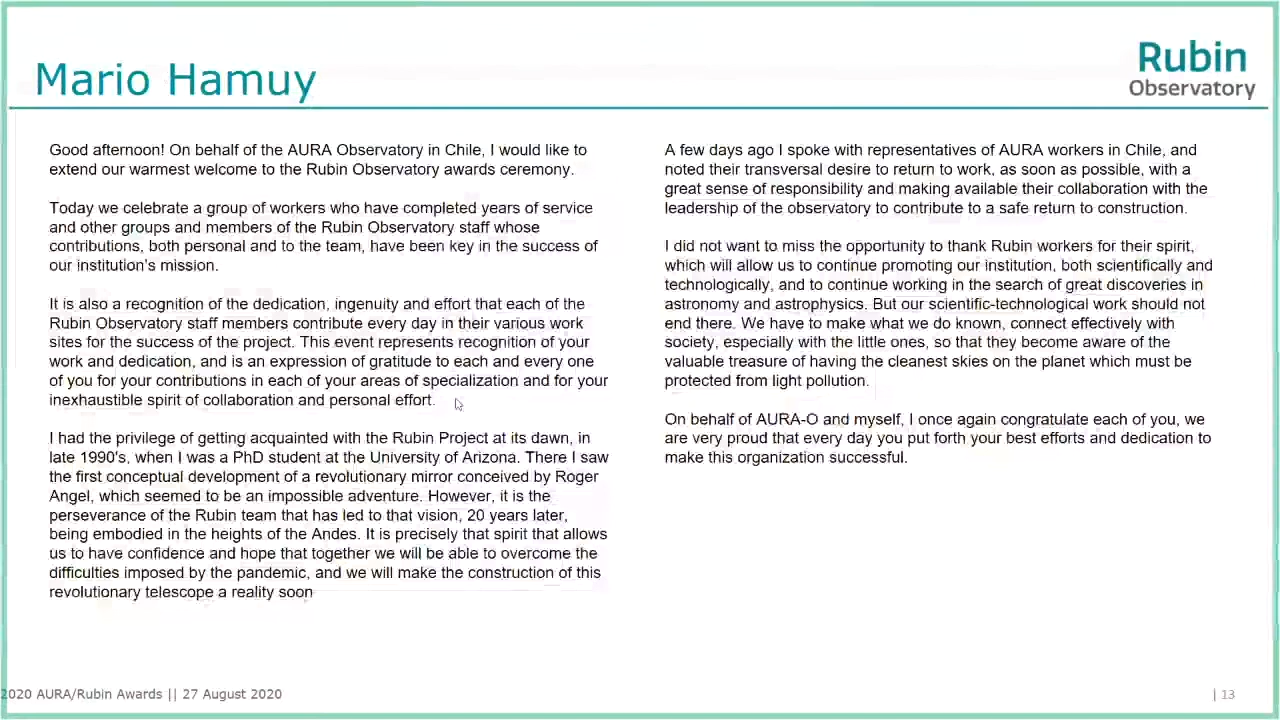 Mario Hamuy
Rubin
Observatory
Good afternoon! On behalf of the AURA Observatory in Chile, I would like to
extend our warmest welcome to the Rubin Observatory awards ceremony.
Today we celebrate a group of workers who have completed years of service
and other groups and members of the Rubin Observatory staff whose
contributions, both personal and to the team, have been key in the success of
our institution's mission.
It is also a recognition of the dedication, ingenuity and effort that each of the
Rubin Observatory staff members contribute every day in their various work
sites for the success of the project. This event represents recognition of your
work and dedication, and is an expression of gratitude to each and every one
of you for your contributions in each of your areas of specialization and for your
inexhaustible spirit of collaboration and personal effort.
I had the privilege of getting acquainted with the Rubin Project at its dawn, in
late 1990's, when I was a PhD student at the University of Arizona. There I saw
the first conceptual development of a revolutionary mirror conceived by Roger
Angel, which seemed to be an impossible adventure. However, it is the
perseverance of the Rubin team that has led to that vision, 20 years later,
being embodied in the heights of the Andes. It is precisely that spirit that allows
us to have confidence and hope that together we will be able to overcome the
difficulties imposed by the pandemic, and we will make the construction of this
revolutionary telescope a reality soon
A few days ago I spoke with representatives of AURA workers in Chile, and
noted their transversal desire to return to work, as soon as possible, with a
great sense of responsibility and making available their collaboration with the
leadership of the observatory to contribute to a safe return to construction.
I did not want to miss the opportunity to thank Rubin workers for their spirit,
which will allow us to continue promoting our institution, both scientifically and
technologically, and to continue working in the search of great discoveries in
astronomy and astrophysics. But our scientific-technological work should not
end there. We have to make what we do known, connect effectively with
society, especially with the little ones, so that they become aware of the
valuable treasure of having the cleanest skies on the planet which must be
protected from light pollution.
On behalf of AURA-O and myself, I once again congratulate each of you, we
are very proud that every day you put forth your best efforts and dedication to
make this organization successful.
2020 AURA/Rubin Awards || 27 August 2020
| 13